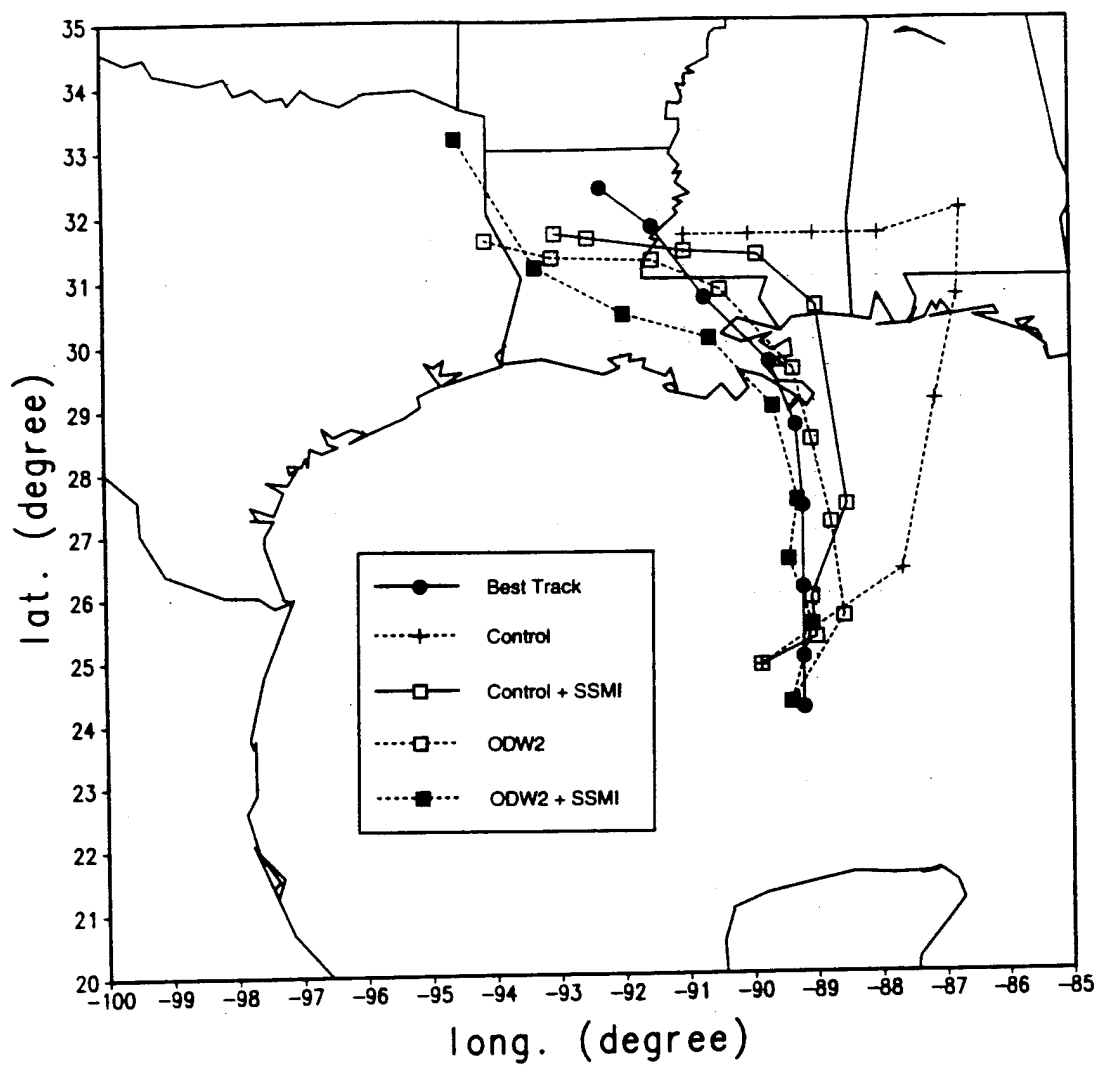 35
34
33
32
31
30
29
28
27
26
25
24
23
22
21
20
lat. (degree)
Best Track
Control
Control + SSMI
ODW2
ODW2 + SSMI
-100 -99 -98 -97 -96 -95 -94 -93 -92 -91 -90 -89 -88 -87 -86 -85
long. (degree)